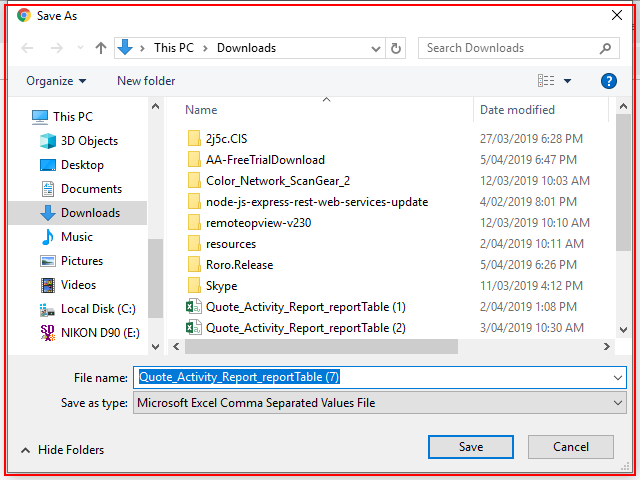 Save As
This PC
Downloads
Search Downloads
Organize
New folder
This PC
3D Objects
Desktop
Documents
Downloads
Music
Pictures
Videos
Local Disk (C:)
NIKON D90 (E:)
Name Date modified
2j5c.CIS 27/03/2019 6:28 PM
AA-FreeTrialDownload 5/04/2019 6:47 PM
Color_Network_ScanGear_2 12/03/2019 10:03 AM
node-js-express-rest-web-services-update 4/02/2019 8:01 PM
remoteopview-v230 12/03/2019 10:10 AM
resources 2/04/2019 10:11 AM
Roro.Release 5/04/2019 6:26 PM
Skype 11/03/2019 4:12 PM
Quote_Activity_Report_reportTable (1) 2/04/2019 1:08 PM
Quote_Activity_Report_reportTable (2) 3/04/2019 10:30 AM
File name: Quote_Activity_Report_reportTable (7)
Save as type: Microsoft Excel Comma Separated Values File
Hide Folders
Save
Cancel